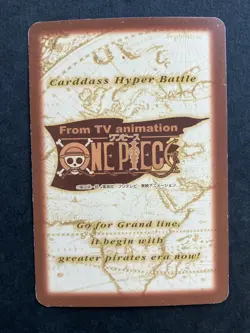 Carddass Hyper Battle
From TV animation
ワンピース
ONE PIECE
Go for Grand line,
it begin with
greater pirates era now!